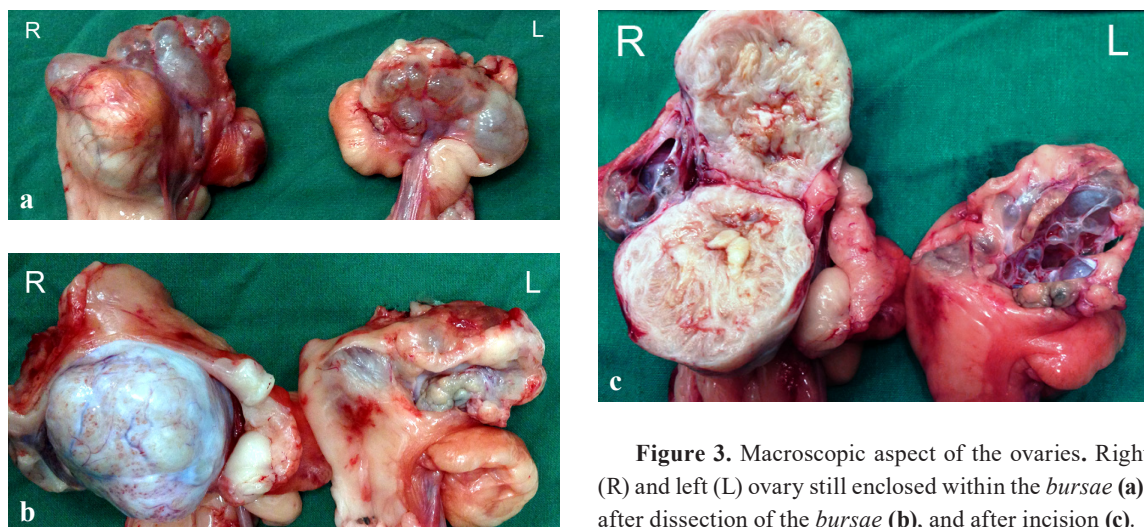 R
L
a
R
L
b
R
L
c
Figure 3. Macroscopic aspect of the ovaries. Right
(R) and left (L) ovary still enclosed within the bursae (a)
after dissection of the bursae (b), and after incision (c)